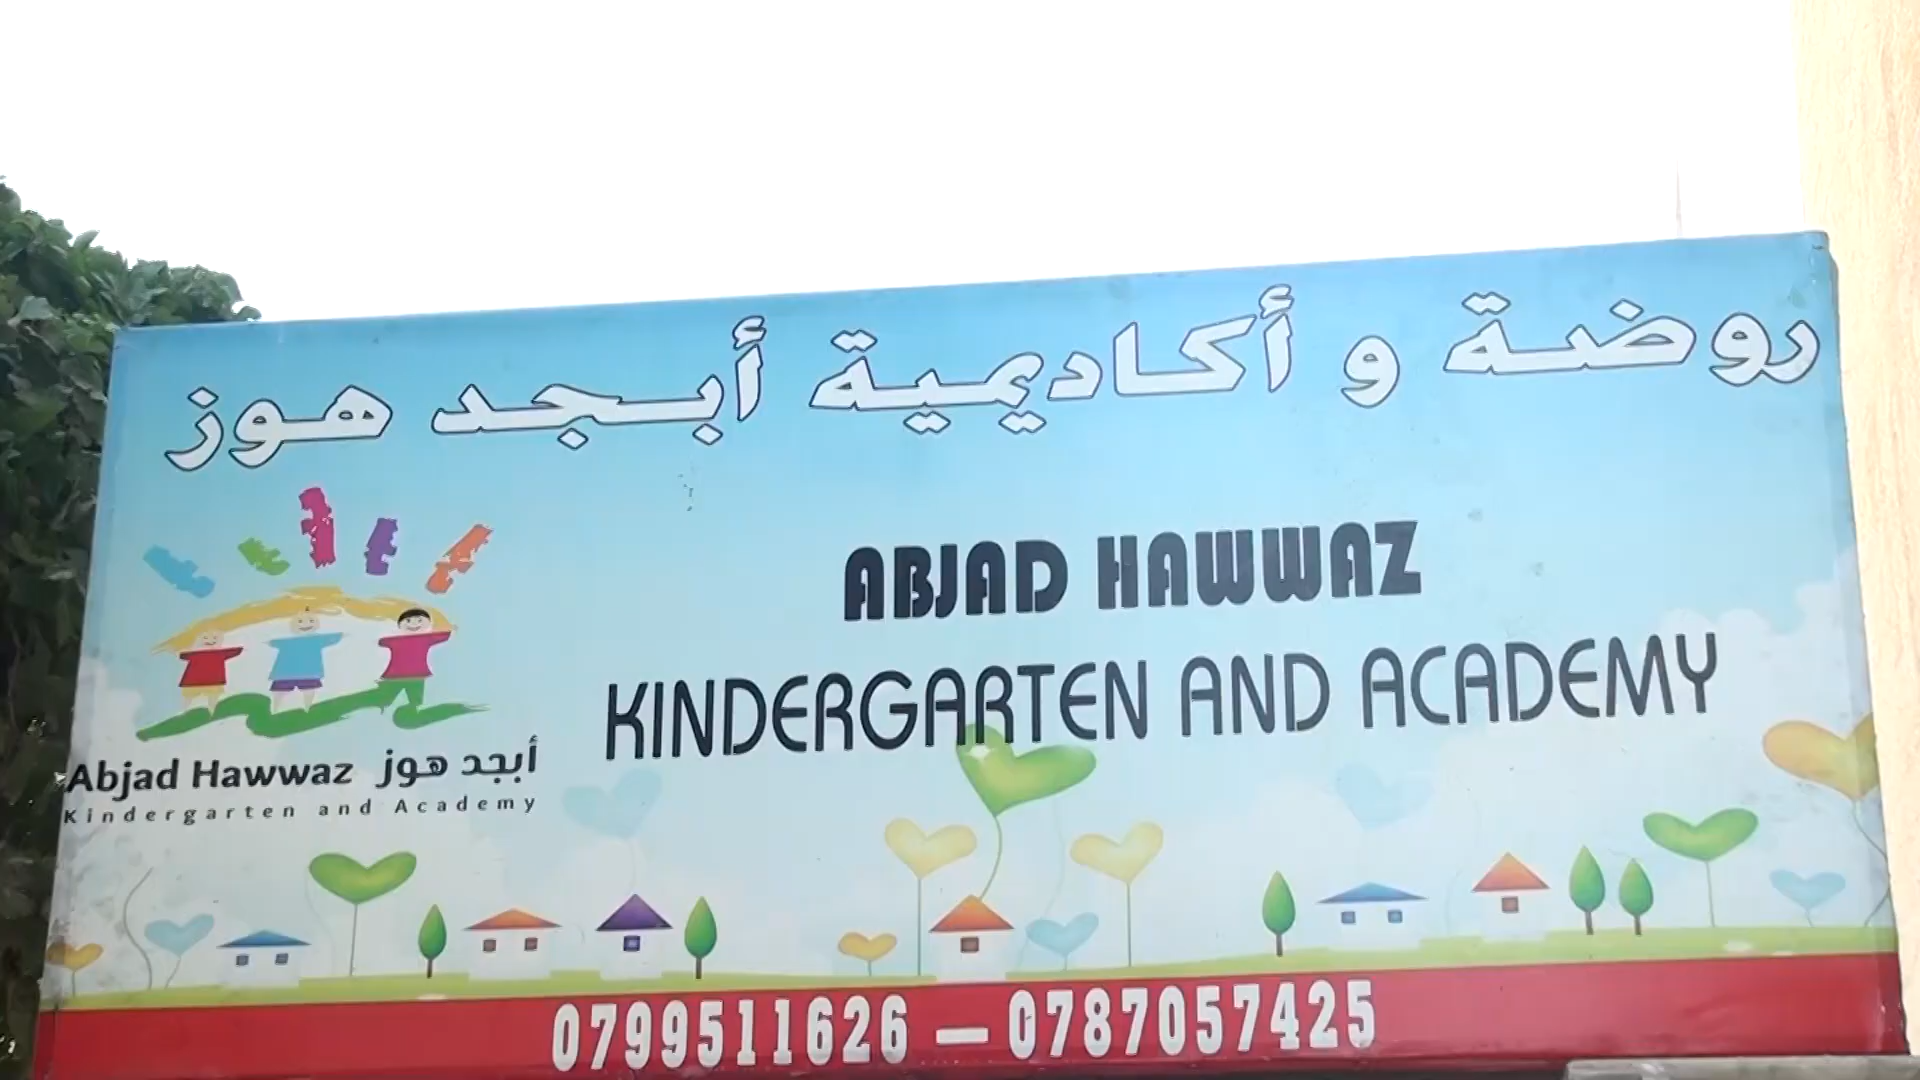 روضة و أكاديمية أبجد هوز
ABJAD HAWWAZ
KINDERGARTEN AND ACADEMY
Abjad Hawwaz أبجد هوز
Kindergarten and Academy
0799511626 – 0787057425